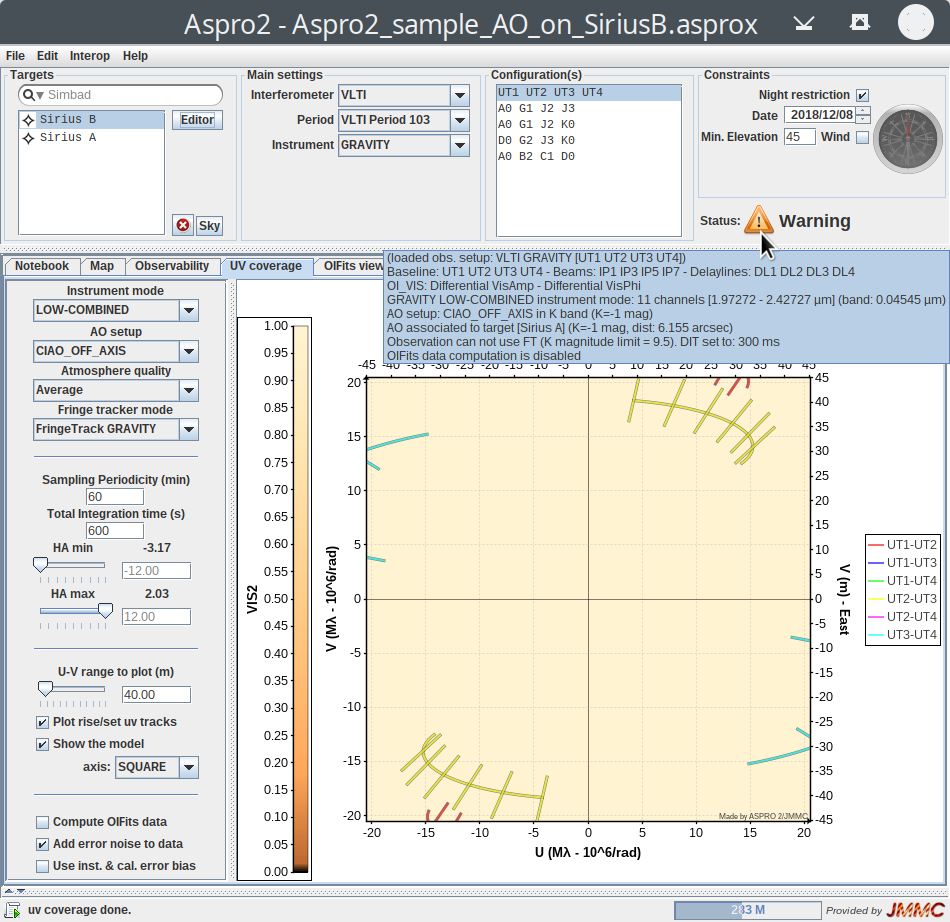 Aspro2 - Aspro2_sample_AO_on_SiriusB.asprox
File Edit Interop Help
Targets
Simbad
Sirius B
Sirius A
Editor
Sky
Main settings
Interferometer VLTI
Period VLTI Period 103
Instrument GRAVITY
Configuration(s)
UT1 UT2 UT3 UT4
A0 G1 J2 J3
A0 G1 J2 K0
D0 G2 J3 K0
A0 B2 C1 D0
Constraints
Night restriction
Date 2018/12/08
Min. Elevation 45 Wind
Status: Warning
Notebook Map Observability UV coverage OIFits view
(loaded obs. setup: VLTI GRAVITY [UT1 UT2 UT3 UT4])
Baseline: UT1 UT2 UT3 UT4 - Beams: IP1 IP3 IP5 IP7 - Delaylines: DL1 DL2 DL3 DL4
OI_VIS: Differential VisAmp - Differential VisPhi
GRAVITY LOW-COMBINED instrument mode: 11 channels [1.97272 - 2.42727 µm] (band: 0.04545 µm)
AO setup: CIAO_OFF_AXIS in K band (K=-1 mag)
AO associated to target [Sirius A] (K=-1 mag, dist: 6.155 arcsec)
Observation can not use FT (K magnitude limit = 9.5). DIT set to: 300 ms
OIFits data computation is disabled
Instrument mode
LOW-COMBINED
AO setup
CIAO_OFF_AXIS
Atmosphere quality
Average
Fringe tracker mode
FringeTrack GRAVITY
Sampling Periodicity (min)
60
Total Integration time (s)
600
HA min -3.17
-12.00
HA max 2.03
12.00
U-V range to plot (m)
40.00
Plot rise/set uv tracks
Show the model
axis: SQUARE
Compute OIFits data
Add error noise to data
Use inst. & cal. error bias
VIS2
1.00
0.95
0.90
0.85
0.80
0.75
0.70
0.65
0.60
0.55
0.50
0.45
0.40
0.35
0.30
0.25
0.20
0.15
0.10
0.05
0.00
-45 -40 -35 -30 -25 -20 -15 -10 -5 0 5 10 15 20 25 30 35 40 45
V (Mλ - 10^6/rad)
20
15
10
5
0
-5
-10
-15
-20
45
40
35
30
25
20
15
10
5
0
-5
-10
-15
-20
-25
-30
-35
-40
-45
V (m) - East
Made by ASPRO 2/JMMC
-20 -15 -10 -5 0 5 10 15 20
U (Mλ - 10^6/rad)
UT1-UT2
UT1-UT3
UT1-UT4
UT2-UT3
UT2-UT4
UT3-UT4
uv coverage done.
283 M
Provided by JMMC